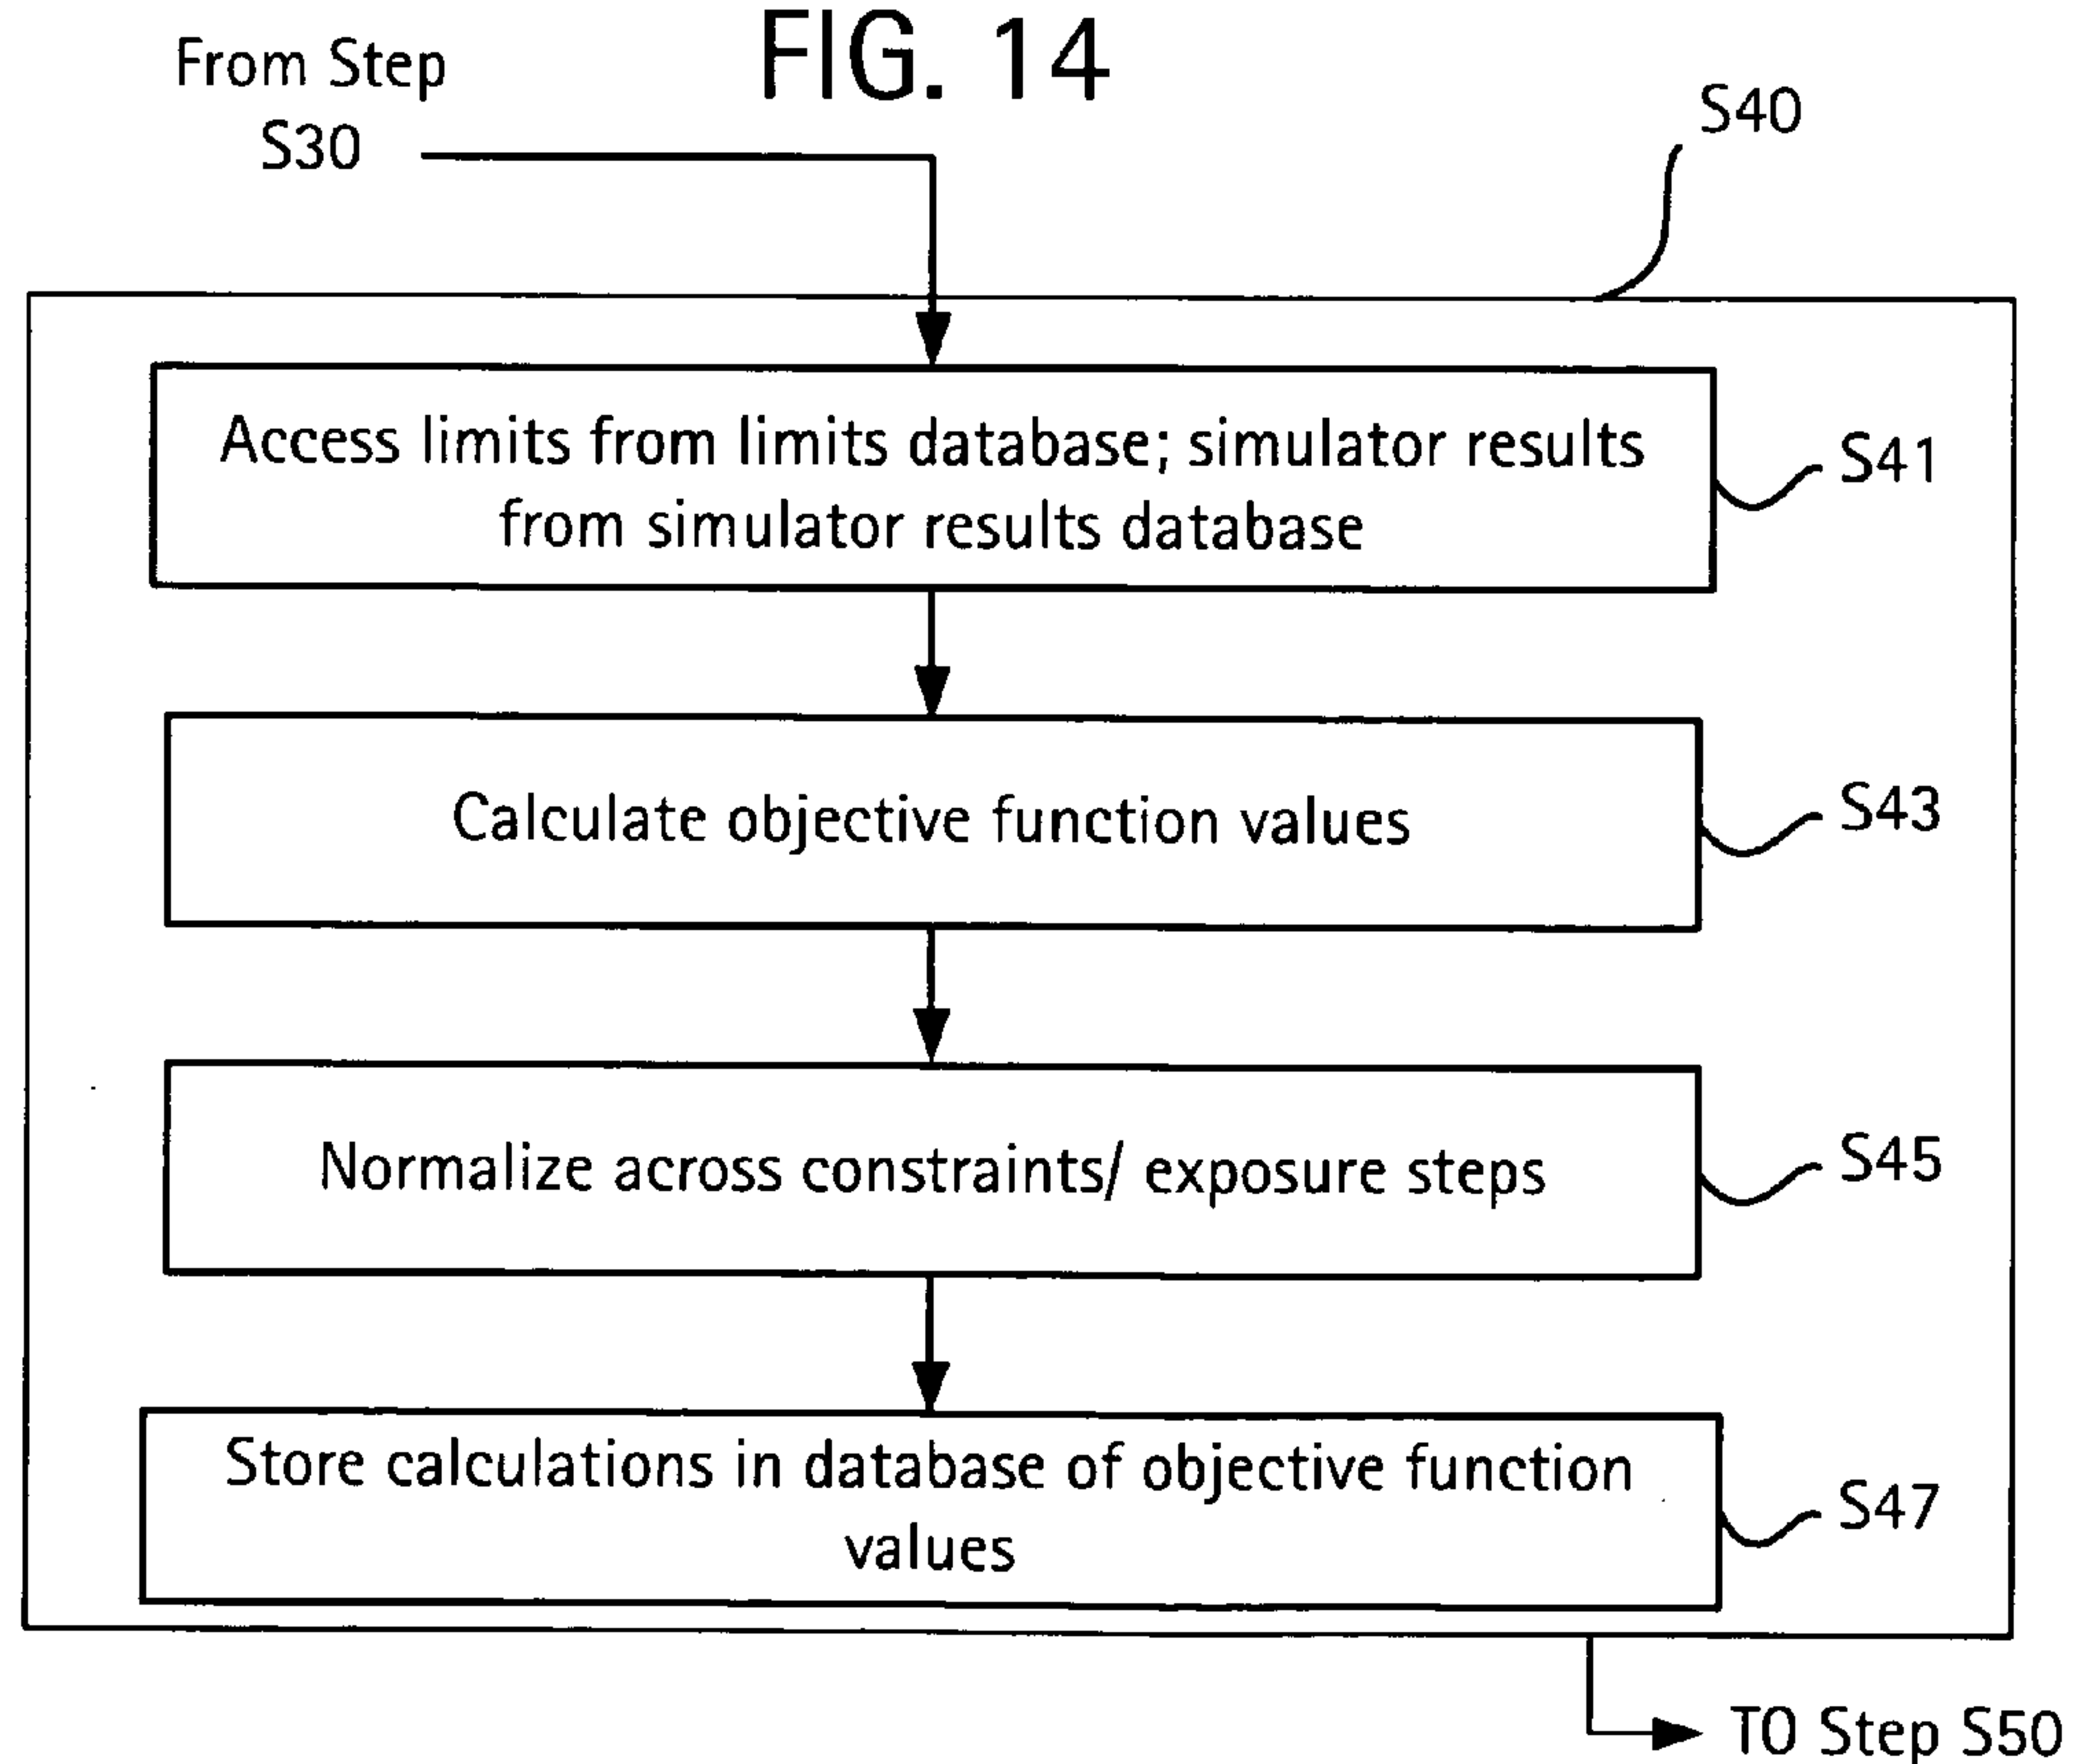 FIG. 14
From Step
S30
S40
Access limits from limits database; simulator results
from simulator results database
S41
Calculate objective function values
S43
Normalize across constraints/ exposure steps
S45
Store calculations in database of objective function
values
S47
TO Step S50